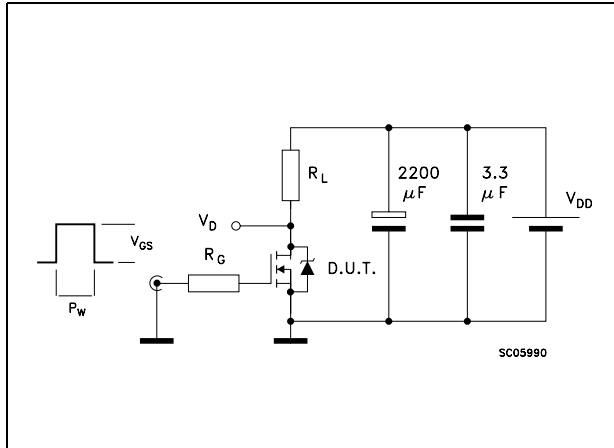 R_L
2200
μF
3.3
μF
V_DD
V_D
V_GS
R_G
D.U.T.
P_W
SC05990